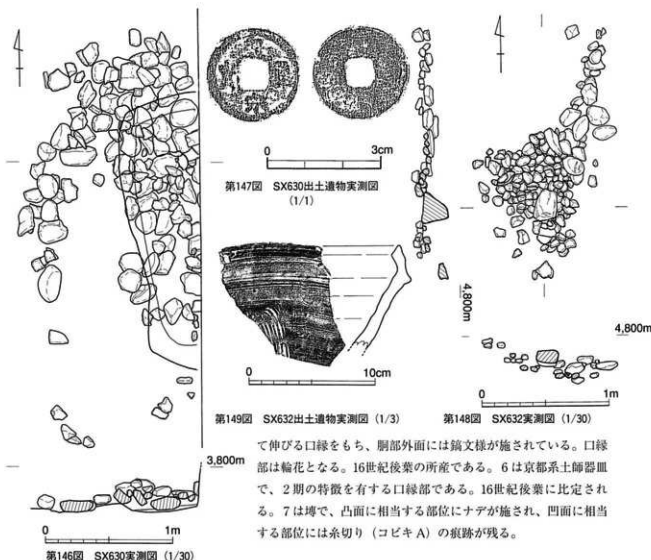 3cm
第147図　SX630出土遺物実測図
（1/1）
10cm
第149図　SX632出土遺物実測図（1/3）
4,800m
4,800m
1m
第148図　SX632実測図（1/30）
3,800m
1m
第146図　SX630実測図（1/30）
て伸びる口縁をもち、胴部外面には鎬文様が施されている。口縁
部は輪花となる。16世紀後葉の所産である。6は京都系土師器皿
で、2期の特徴を有する口縁部である。16世紀後葉に比定され
る。7は塼で、凸面に相当する部位にナデが施され、凹面に相当
する部位には糸切り（コビキA）の痕跡が残る。